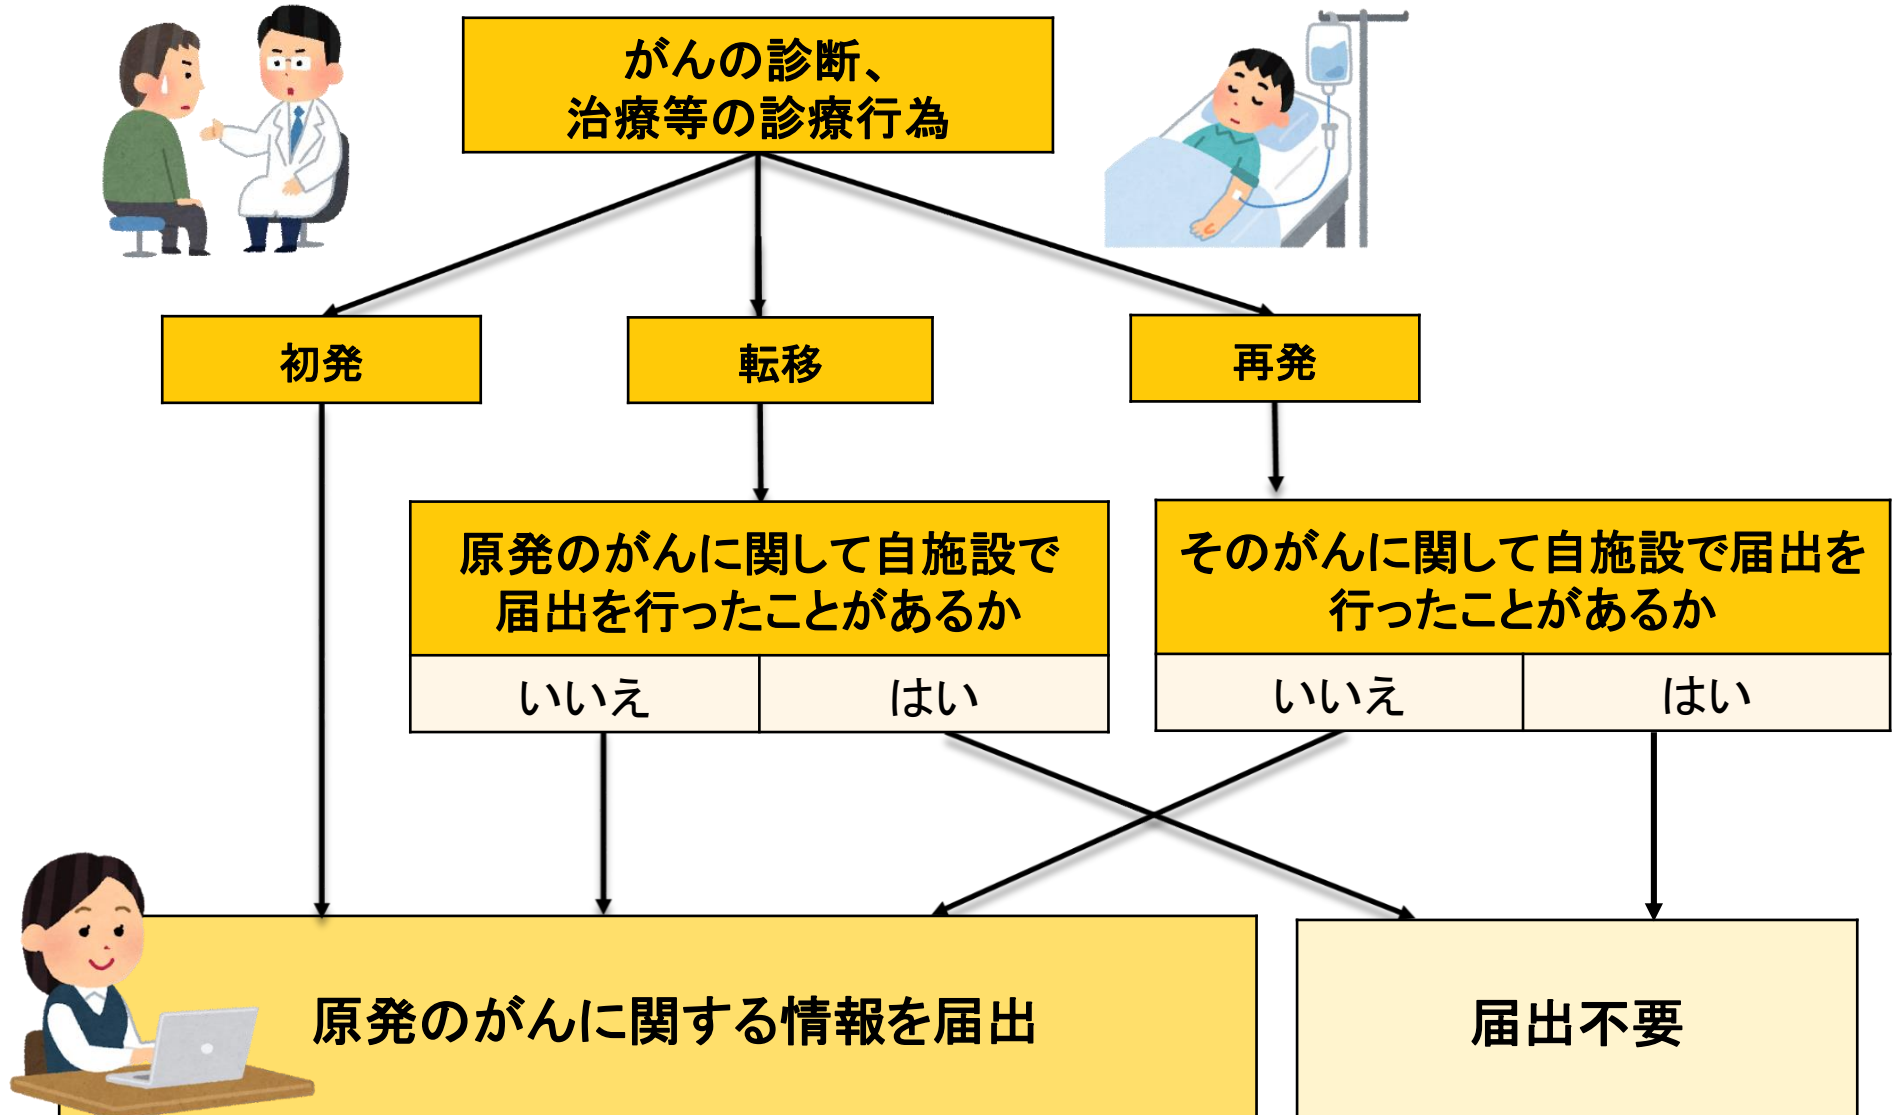 がんの診断、
治療等の診療行為
初発
転移
再発
原発のがんに関して自施設で
届出を行ったことがあるか
いいえ
はい
そのがんに関して自施設で届出を
行ったことがあるか
いいえ
はい
原発のがんに関する情報を届出
届出不要